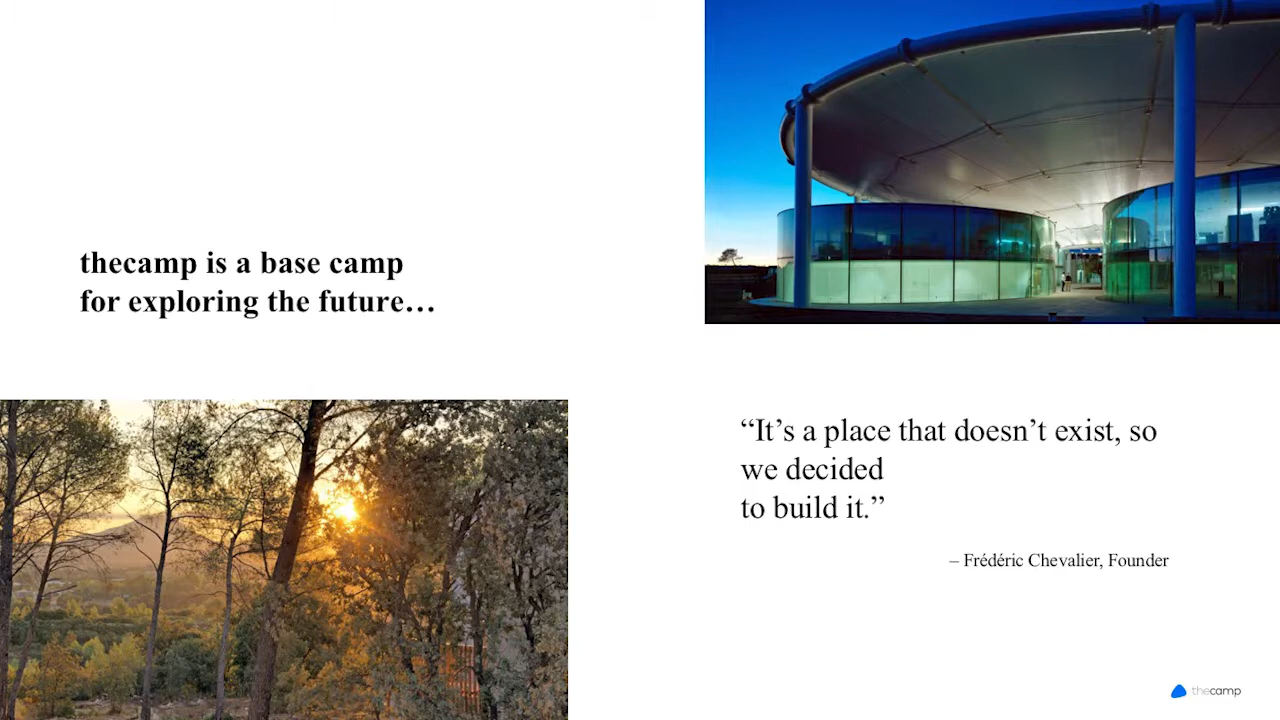 thecamp is a base camp
for exploring the future…
“It’s a place that doesn’t exist, so
we decided
to build it.”
– Frédéric Chevalier, Founder
thecamp